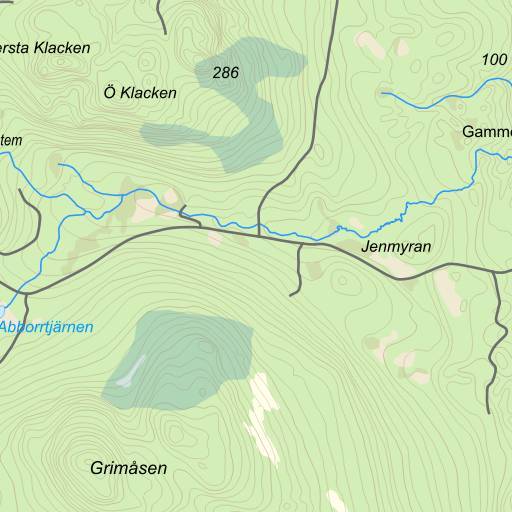 ersta Klacken
286
100
Ö Klacken
Gamme
tem
Jenmyran
Abborrtjärnen
Grimåsen